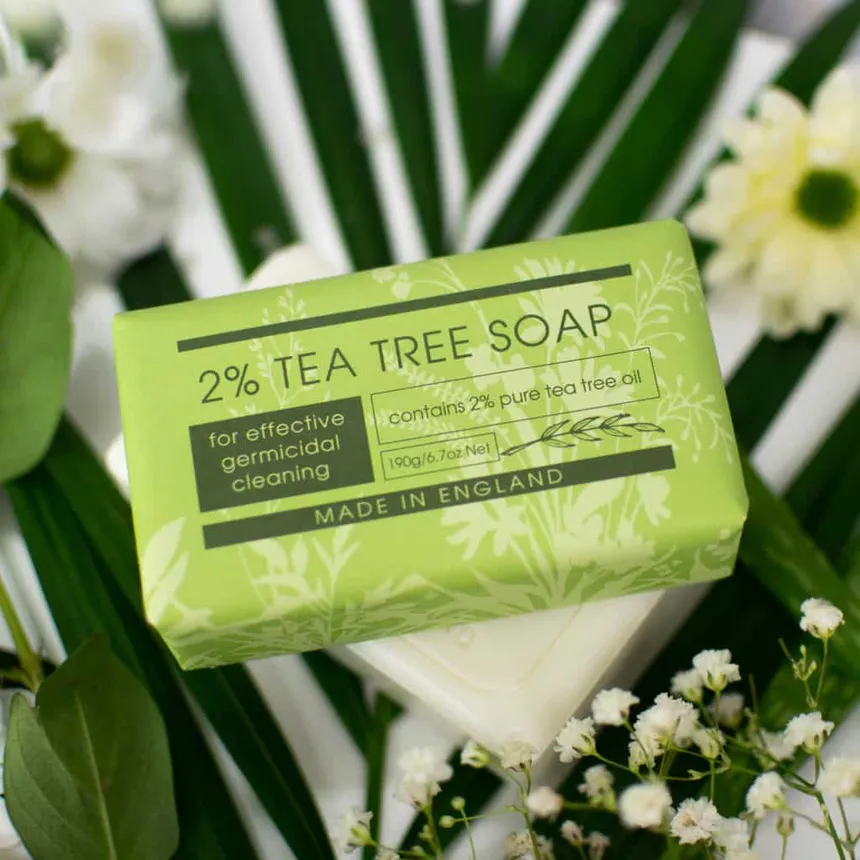 2% TEA TREE SOAP
for effective
germicidal
cleaning
contains 2% pure tea tree oil
190g/6.7oz.Net
MADE IN ENGLAND